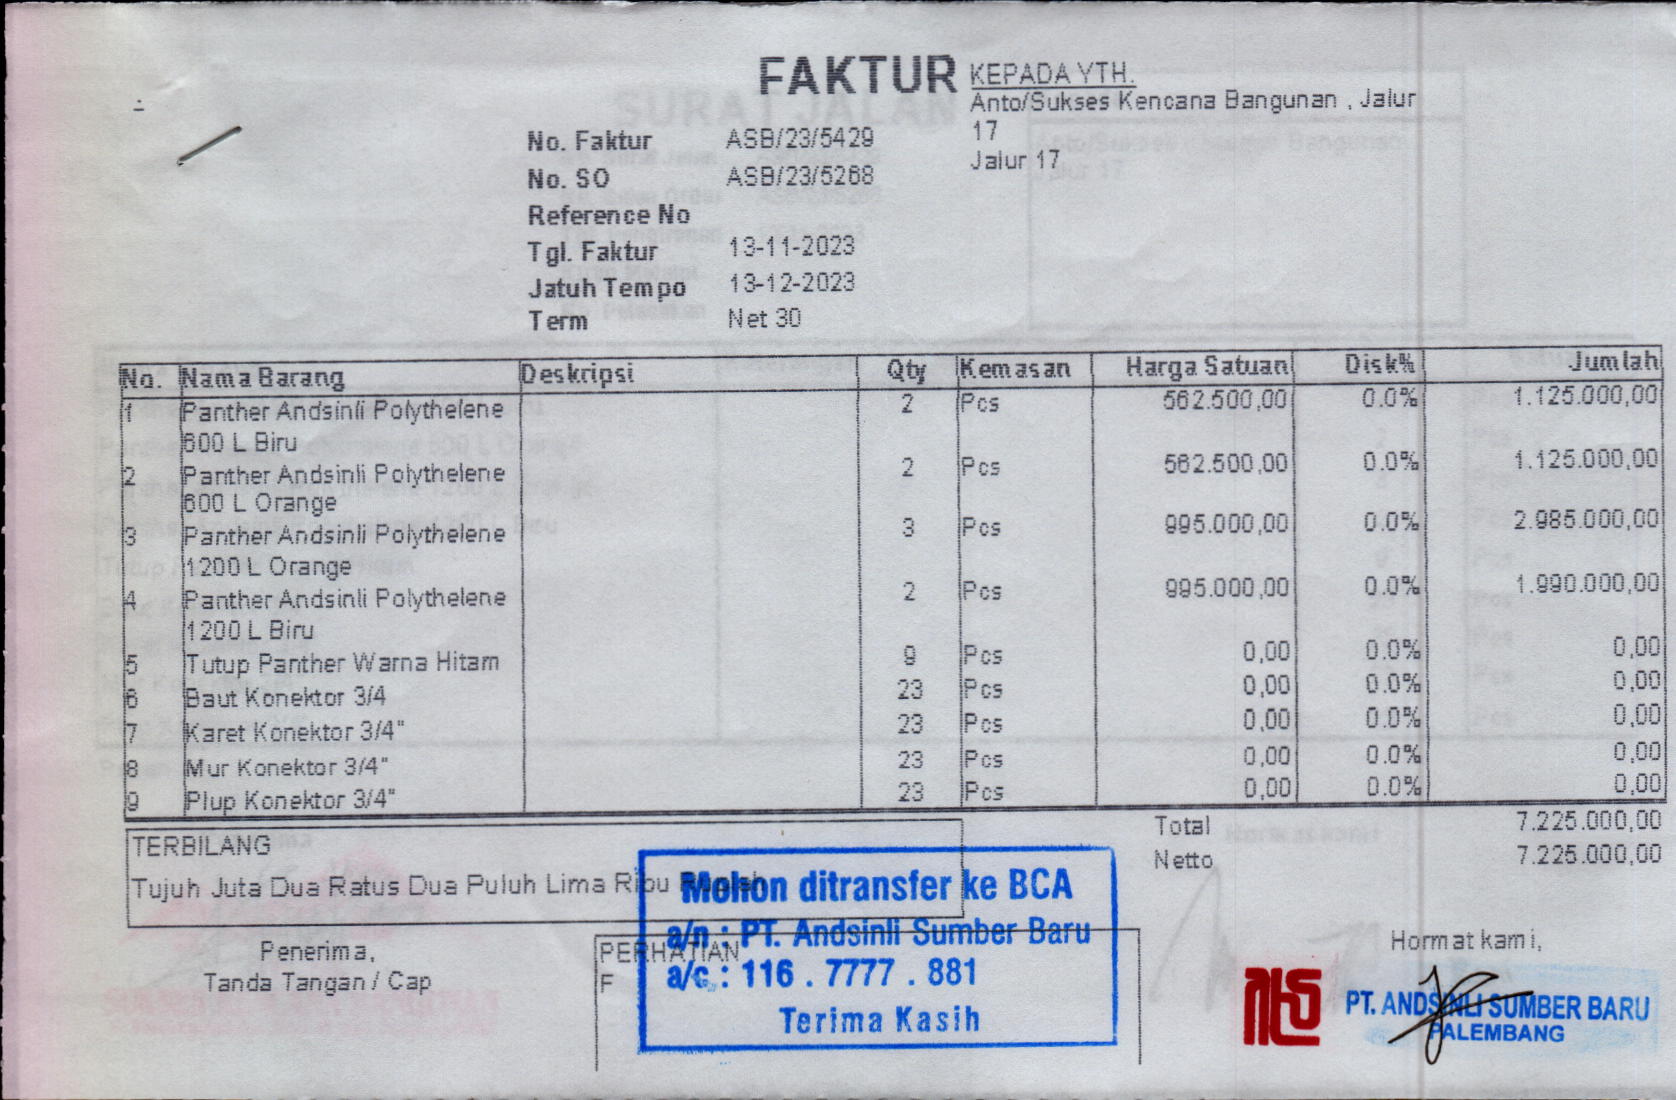 FAKTUR
KEPADA YTH.
Anto/Sukses Kencana Bangunan , Jalur
17
Jalur 17
No. Faktur ASB/23/5429
No. SO ASB/23/5268
Reference No
Tgl. Faktur 13-11-2023
Jatuh Tempo 13-12-2023
Term Net 30
No. Nama Barang Deskripsi Qty Kemasan Harga Satuan Disk% Jumlah
1 Panther Andsinli Polythelene 2 Pcs 562.500,00 0.0% 1.125.000,00
600 L Biru
2 Panther Andsinli Polythelene 2 Pcs 562.500,00 0.0% 1.125.000,00
600 L Orange
3 Panther Andsinli Polythelene 3 Pcs 995.000,00 0.0% 2.985.000,00
1200 L Orange
4 Panther Andsinli Polythelene 2 Pcs 995.000,00 0.0% 1.990.000,00
1200 L Biru
5 Tutup Panther Warna Hitam 9 Pcs 0,00 0.0% 0,00
6 Baut Konektor 3/4 23 Pcs 0,00 0.0% 0,00
7 Karet Konektor 3/4" 23 Pcs 0,00 0.0% 0,00
8 Mur Konektor 3/4" 23 Pcs 0,00 0.0% 0,00
9 Plup Konektor 3/4" 23 Pcs 0,00 0.0% 0,00
Total 7.225.000,00
Netto 7.225.000,00
TERBILANG
Tujuh Juta Dua Ratus Dua Puluh Lima Ribu Rupiah
Mohon ditransfer ke BCA
a/n : PT. Andsinli Sumber Baru
a/c. : 116 . 7777 . 881
Terima Kasih
PERHATIAN
F
Penerima,
Tanda Tangan / Cap
Hormat kami,
PT. ANDSINLI SUMBER BARU
PALEMBANG